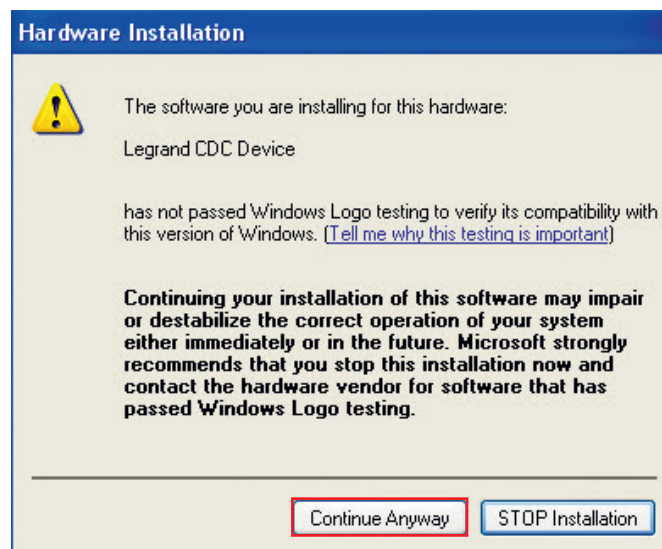 Hardware Installation
The software you are installing for this hardware:
Legrand CDC Device
has not passed Windows Logo testing to verify its compatibility with
this version of Windows. (Tell me why this testing is important)
Continuing your installation of this software may impair
or destabilize the correct operation of your system
either immediately or in the future. Microsoft strongly
recommends that you stop this installation now and
contact the hardware vendor for software that has
passed Windows Logo testing.
Continue Anyway STOP Installation